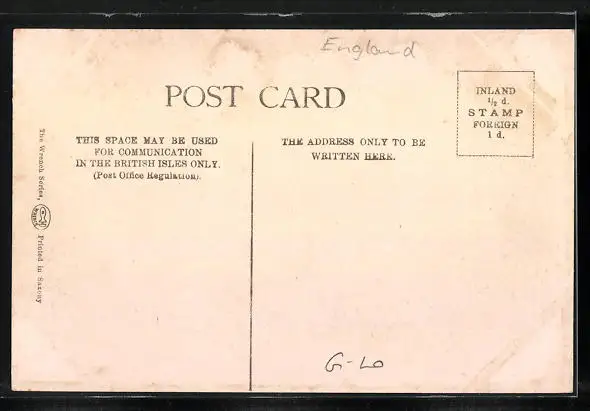 England
POST CARD
INLAND
½ d.
STAMP
FOREIGN
1 d.
THIS SPACE MAY BE USED
FOR COMMUNICATION
IN THE BRITISH ISLES ONLY.
(Post Office Regulation).
THE ADDRESS ONLY TO BE
WRITTEN HERE.
The Wrench Series, Printed in Saxony
G-Lo